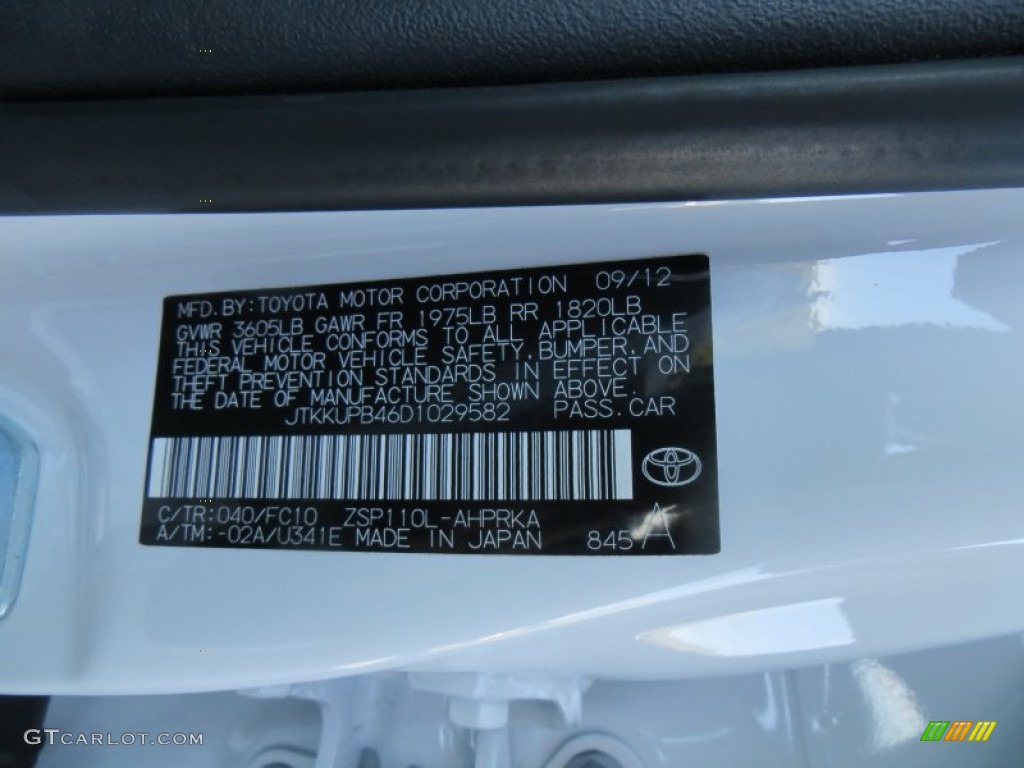 MFD. BY: TOYOTA MOTOR CORPORATION 09/12
GVWR 3605LB GAWR FR 1975LB RR 1820LB
THIS VEHICLE CONFORMS TO ALL APPLICABLE
FEDERAL MOTOR VEHICLE SAFETY, BUMPER, AND
THEFT PREVENTION STANDARDS IN EFFECT ON
THE DATE OF MANUFACTURE SHOWN ABOVE.
JTKKUPB46D1029582 PASS. CAR
C/TR: 040/FC10 ZSP110L-AHPRKA
A/TM: -02A/U341E MADE IN JAPAN 845 A
GTCARLOT.COM